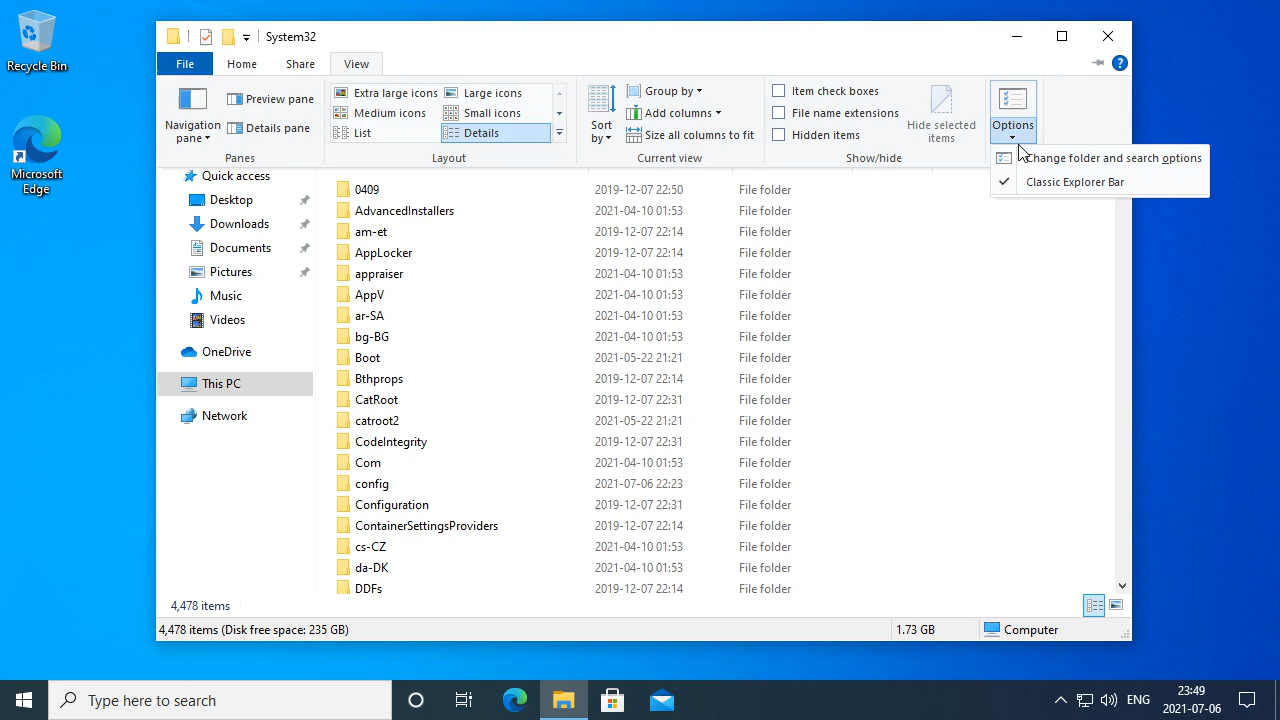 Recycle Bin
Microsoft
Edge
System32
File Home Share View
Navigation
pane
Preview pane
Details pane
Panes
Extra large icons Large icons
Medium icons Small icons
List Details
Layout
Sort
by
Group by
Add columns
Size all columns to fit
Current view
Item check boxes
File name extensions
Hidden items
Hide selected
items
Show/hide
Options
Change folder and search options
Classic Explorer Bar
Quick access
Desktop
Downloads
Documents
Pictures
Music
Videos
OneDrive
This PC
Network
0409 2019-12-07 22:50 File folder
AdvancedInstallers 2021-04-10 01:53 File folder
am-et 2019-12-07 22:14 File folder
AppLocker 2019-12-07 22:14 File folder
appraiser 2021-04-10 01:53 File folder
AppV 2021-04-10 01:53 File folder
ar-SA 2021-04-10 01:53 File folder
bg-BG 2021-04-10 01:53 File folder
Boot 2021-05-22 21:21 File folder
Bthprops 2019-12-07 22:14 File folder
CatRoot 2019-12-07 22:31 File folder
catroot2 2021-05-22 21:21 File folder
CodeIntegrity 2019-12-07 22:31 File folder
Com 2021-04-10 01:53 File folder
config 2021-07-06 22:23 File folder
Configuration 2019-12-07 22:31 File folder
ContainerSettingsProviders 2019-12-07 22:14 File folder
cs-CZ 2021-04-10 01:53 File folder
da-DK 2021-04-10 01:53 File folder
DDFs 2019-12-07 22:14 File folder
4,478 items
4,478 items (Disk free space: 235 GB) 1.73 GB Computer
Type here to search
ENG
23:49
2021-07-06